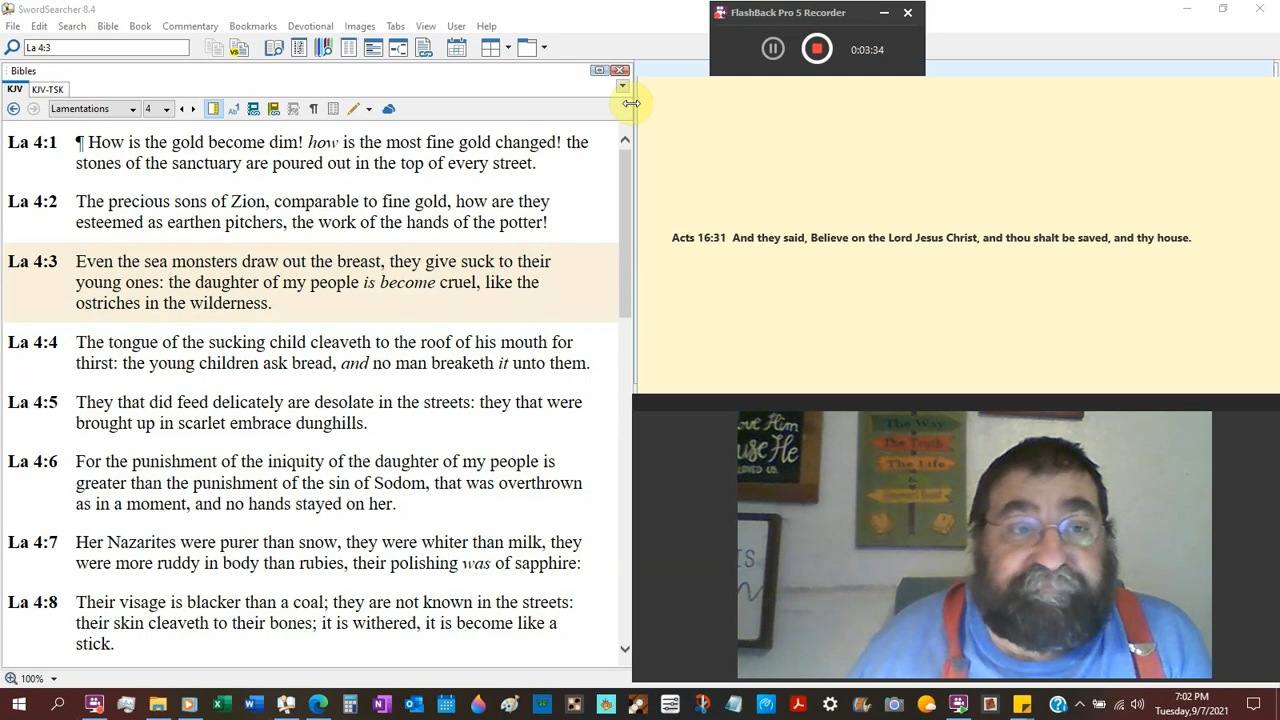 SwordSearcher 8.4
File Edit Search Bible Book Commentary Bookmarks Devotional Images Tabs View User Help
La 4:3
FlashBack Pro 5 Recorder
0:03:34
Bibles
KJV KJV-TSK
Lamentations 4
La 4:1 ¶ How is the gold become dim! how is the most fine gold changed! the
stones of the sanctuary are poured out in the top of every street.
La 4:2 The precious sons of Zion, comparable to fine gold, how are they
esteemed as earthen pitchers, the work of the hands of the potter!
La 4:3 Even the sea monsters draw out the breast, they give suck to their
young ones: the daughter of my people is become cruel, like the
ostriches in the wilderness.
La 4:4 The tongue of the sucking child cleaveth to the roof of his mouth for
thirst: the young children ask bread, and no man breaketh it unto them.
La 4:5 They that did feed delicately are desolate in the streets: they that were
brought up in scarlet embrace dunghills.
La 4:6 For the punishment of the iniquity of the daughter of my people is
greater than the punishment of the sin of Sodom, that was overthrown
as in a moment, and no hands stayed on her.
La 4:7 Her Nazarites were purer than snow, they were whiter than milk, they
were more ruddy in body than rubies, their polishing was of sapphire:
La 4:8 Their visage is blacker than a coal; they are not known in the streets:
their skin cleaveth to their bones; it is withered, it is become like a
stick.
100%
Acts 16:31 And they said, Believe on the Lord Jesus Christ, and thou shalt be saved, and thy house.
Him
He
The Way
The Truth
The Life
7:02 PM
Tuesday,9/7/2021